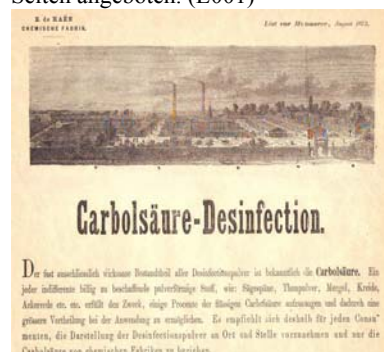 Seiten angeboten. (E001)
E. de HAËN
CHEMISCHE FABRIK.
List vor Hannover, August 1873.
Carbolsäure-Desinfection.
Der fast ausschliesslich wirksame Bestandtheil aller Desinfectionspulver ist bekanntlich die Carbolsäure. Ein
jeder indifferente billig zu beschaffende pulverförmige Stoff, wie: Sägespäne, Thonpulver, Mergel, Kreide,
Ackererde etc. etc. erfüllt den Zweck, einige Procente der flüssigen Carbolsäure aufzusaugen und dadurch eine
grössere Vertheilung bei der Anwendung zu ermöglichen. Es empfiehlt sich deshalb für jeden Consu-
menten, die Darstellung der Desinfectionspulver an Ort und Stelle vorzunehmen und nur die
Carbolsäure von chemischen Fabriken zu beziehen.